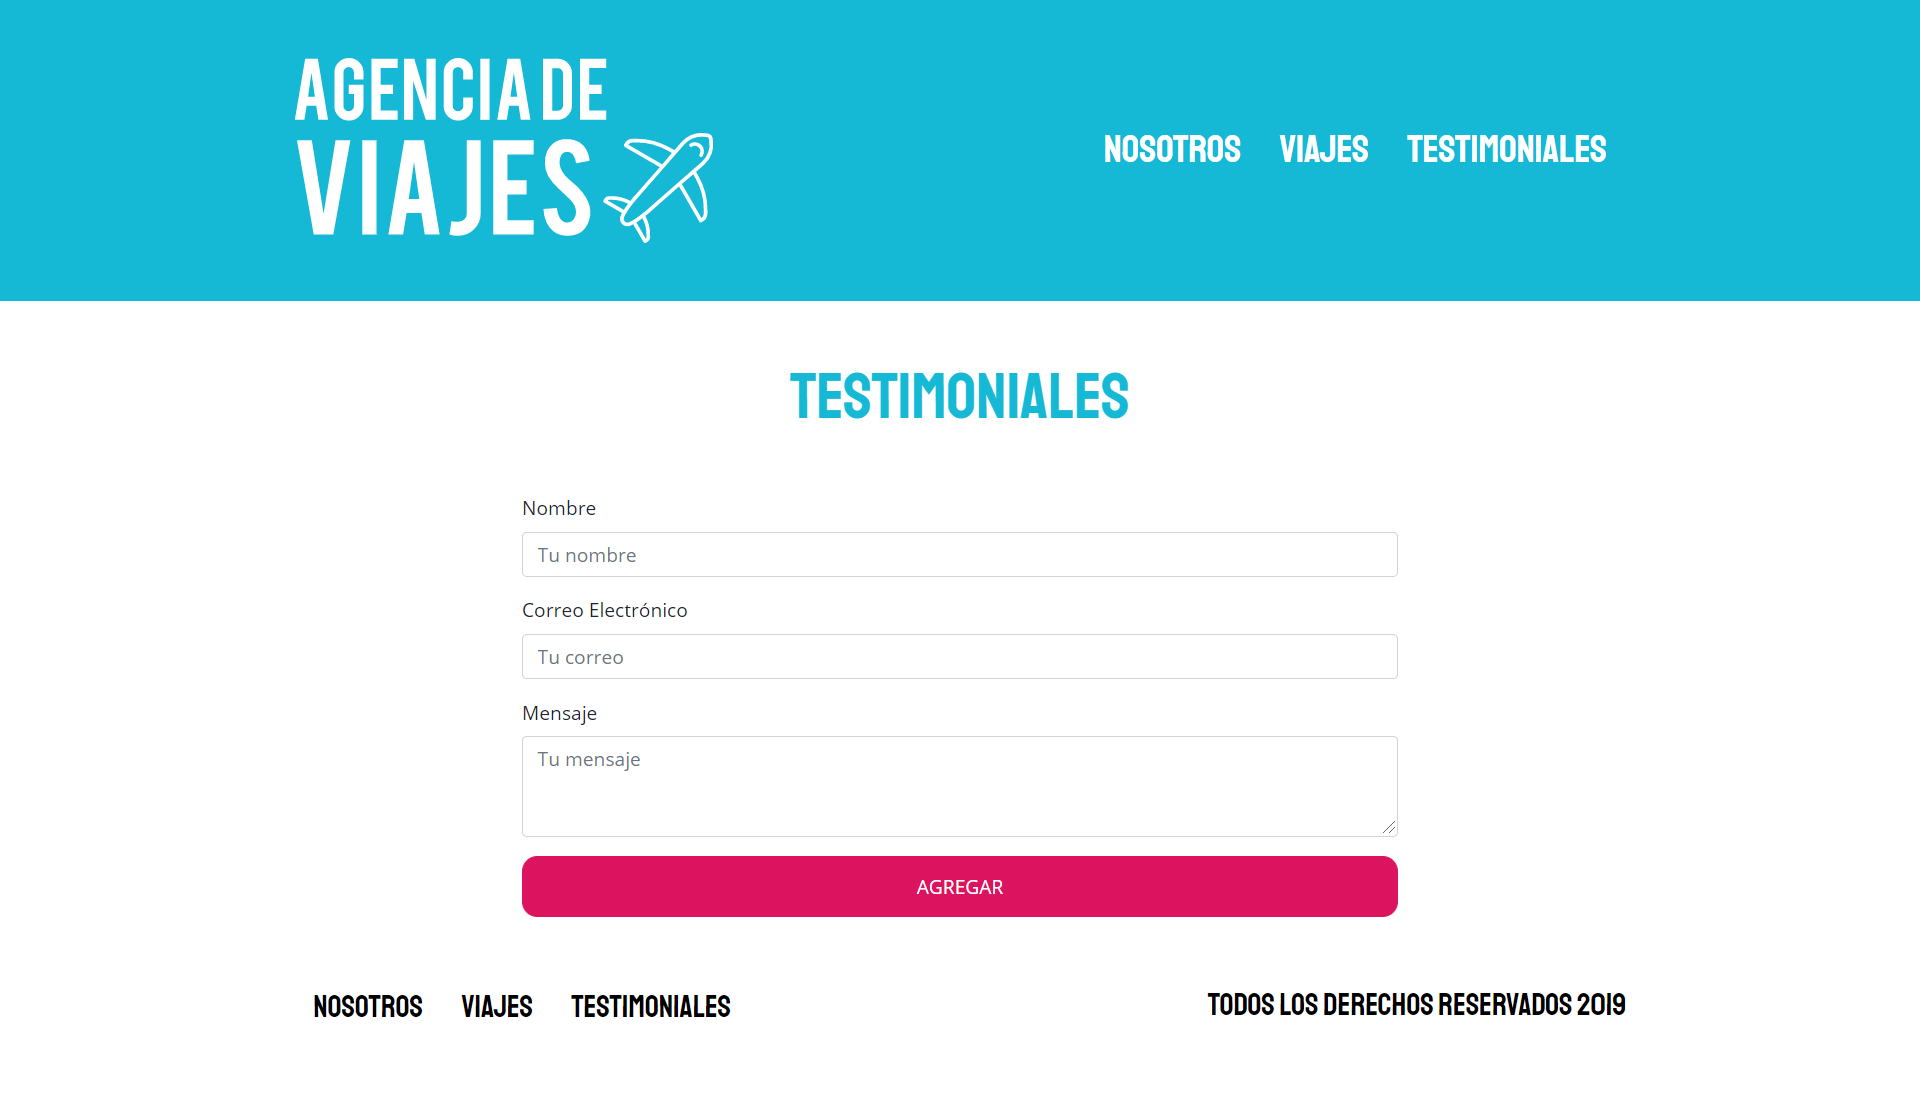 AGENCIA DE
VIAJES
NOSOTROS VIAJES TESTIMONIALES
TESTIMONIALES
Nombre
Tu nombre
Correo Electrónico
Tu correo
Mensaje
Tu mensaje
AGREGAR
NOSOTROS VIAJES TESTIMONIALES
TODOS LOS DERECHOS RESERVADOS 2019